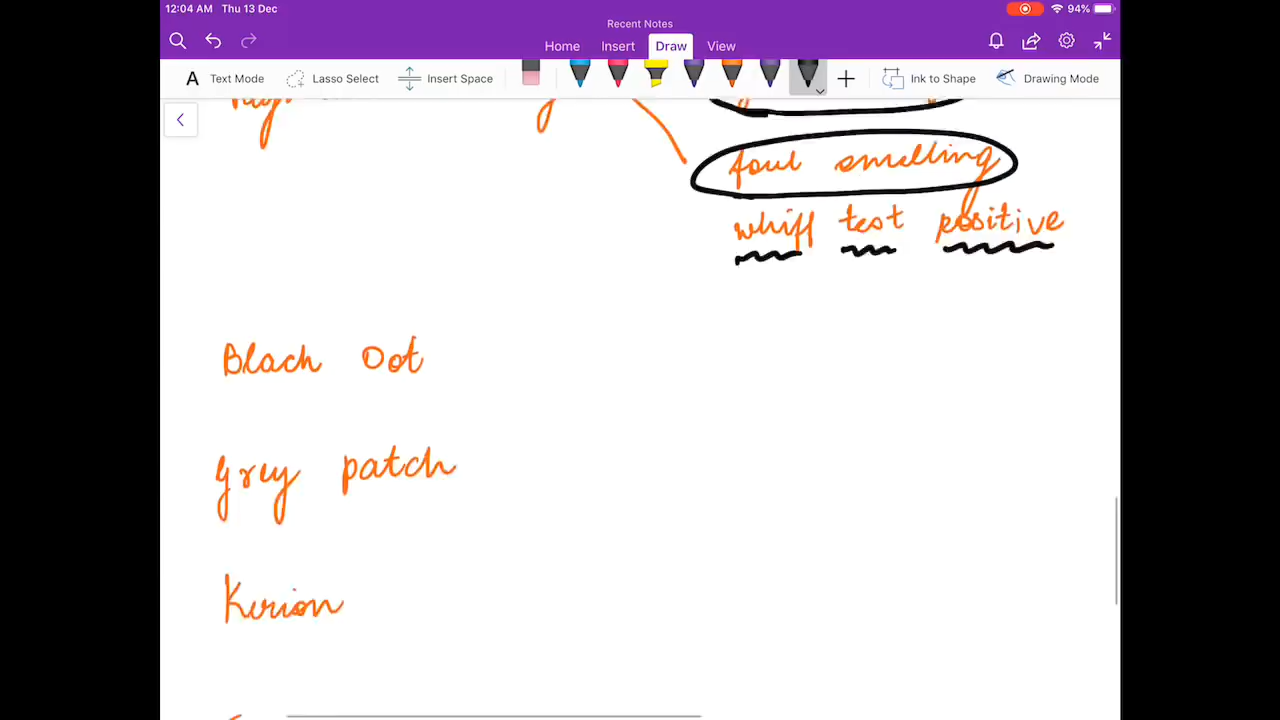 12:04 AM Thu 13 Dec
94%
Recent Notes
Home Insert Draw View
A Text Mode Lasso Select Insert Space Ink to Shape Drawing Mode
foul smelling
whiff test positive
Black Dot
Grey patch
Kerion